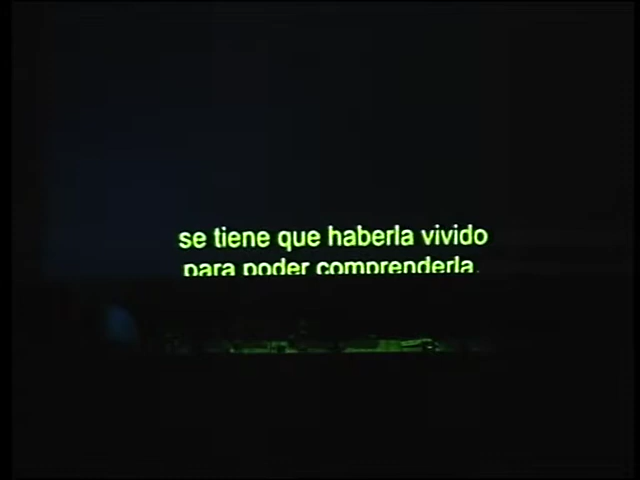 se tiene que haberla vivido
para poder comprenderla.